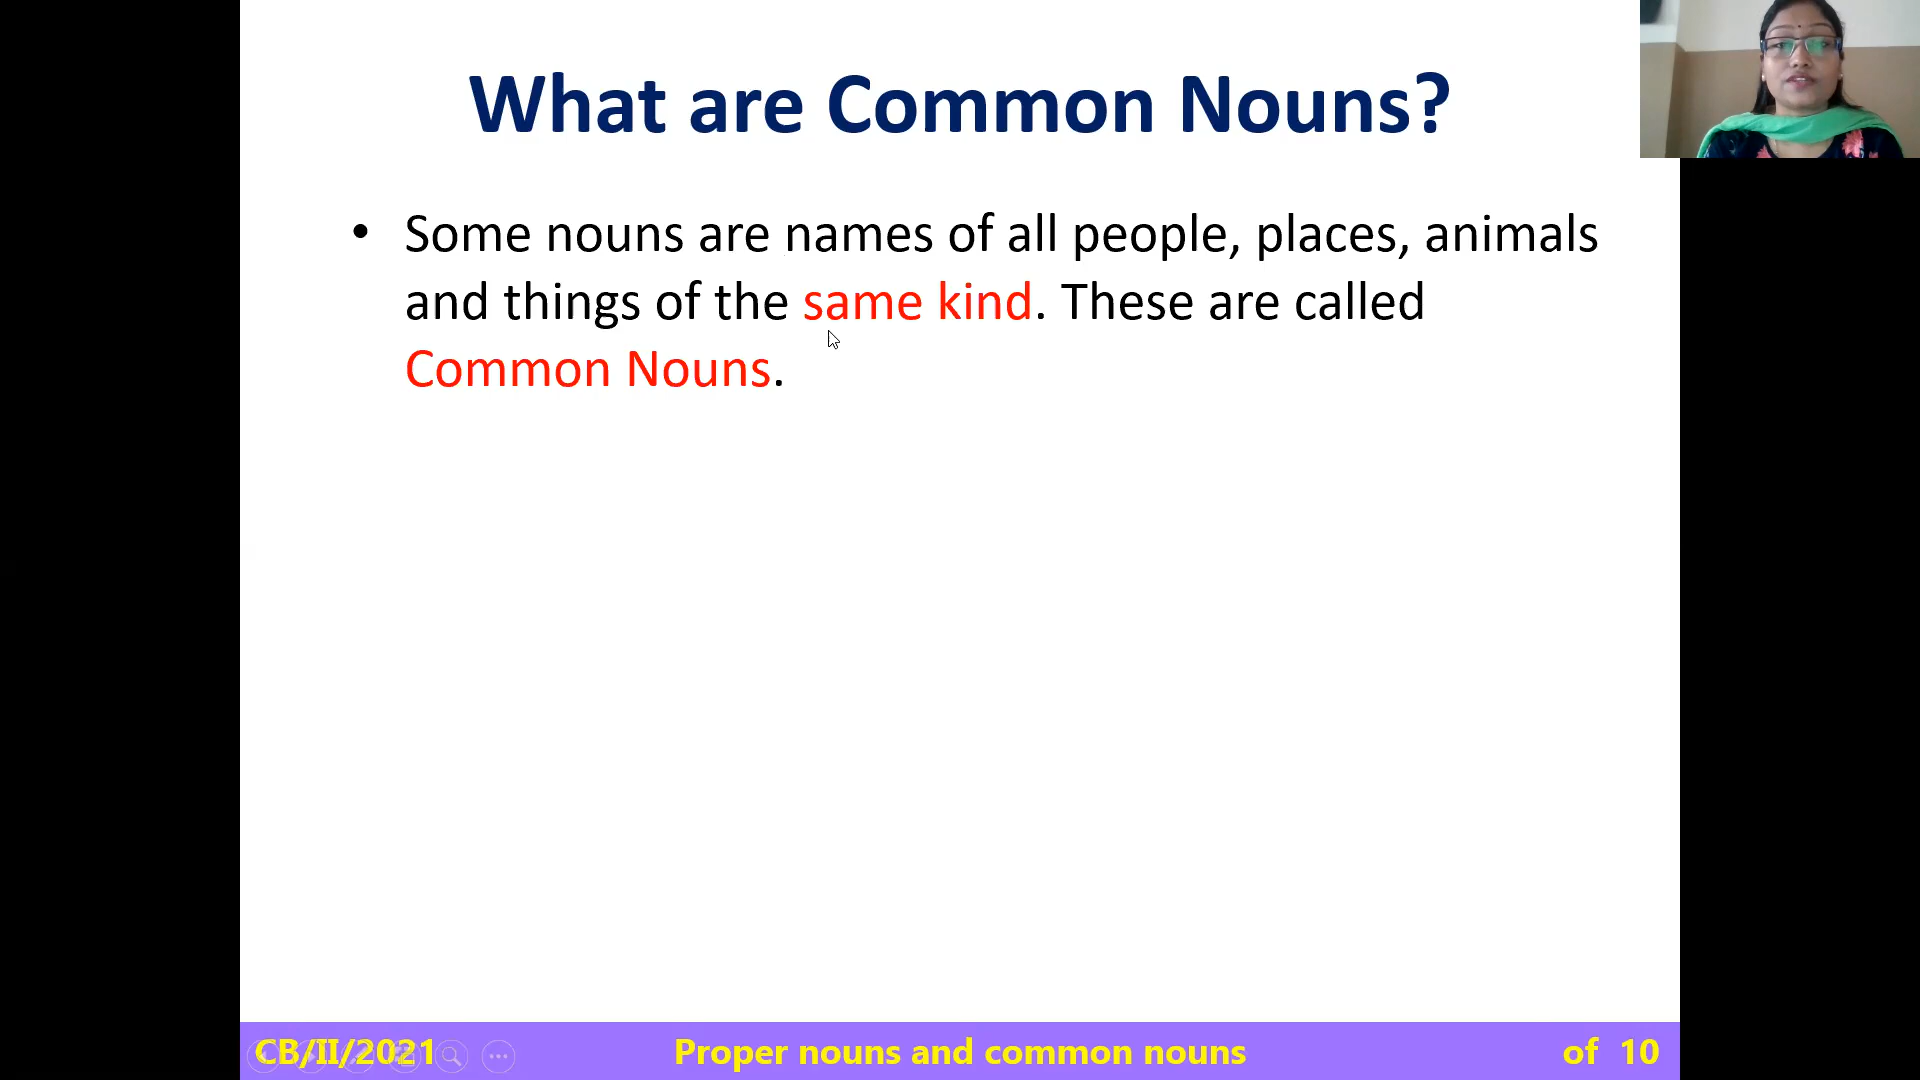 What are Common Nouns?
• Some nouns are names of all people, places, animals
and things of the same kind. These are called
Common Nouns.
CB/II/2021
Proper nouns and common nouns
of 10